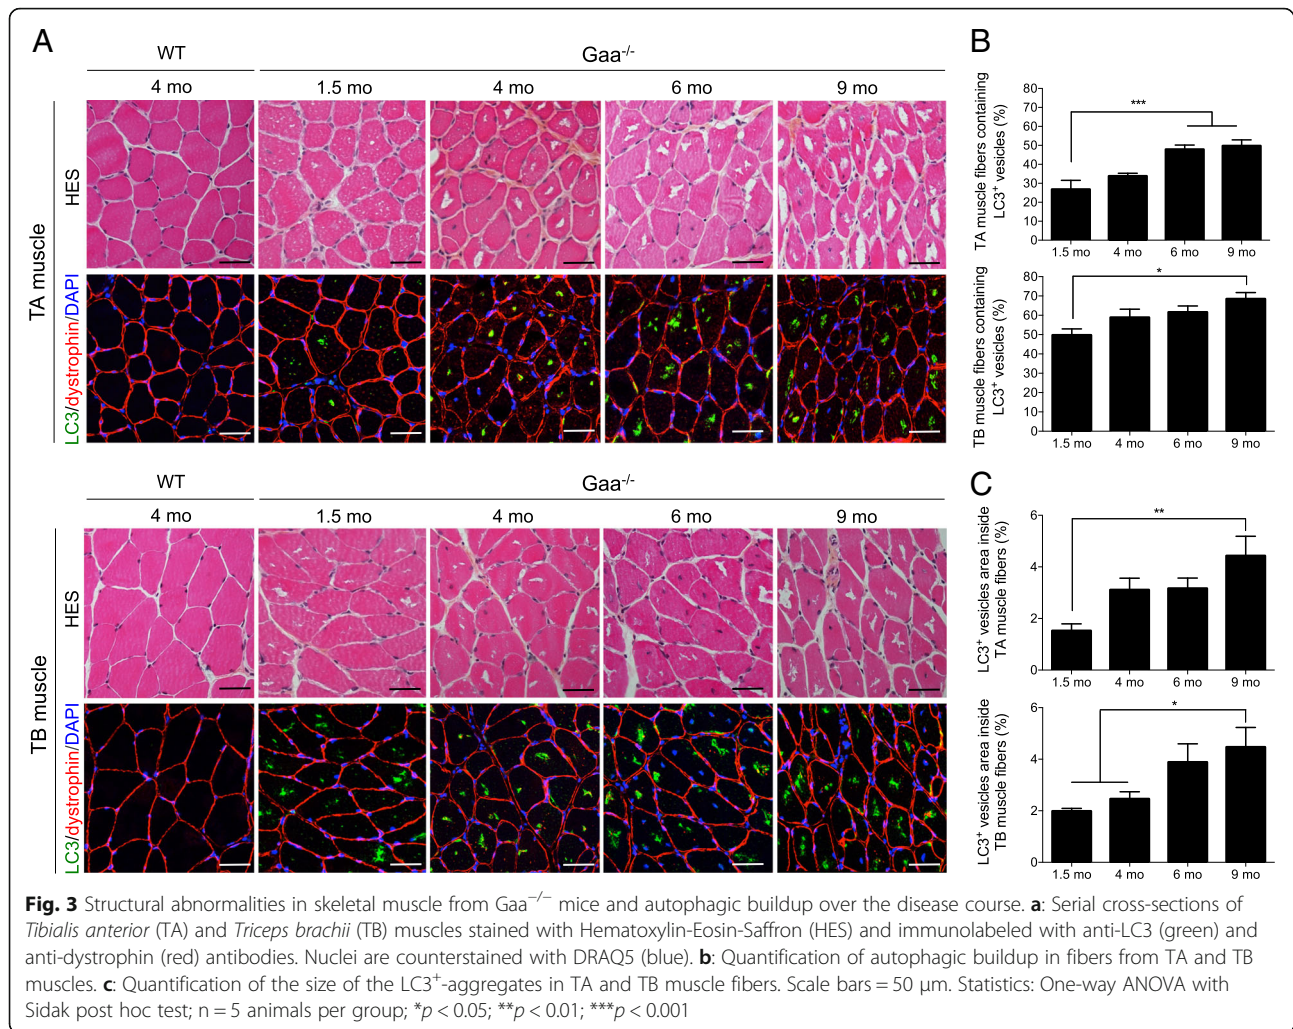 A
WT
Gaa-/-
4 mo
1.5 mo
4 mo
6 mo
9 mo
TA muscle
HES
LC3/dystrophin/DAPI
WT
Gaa-/-
4 mo
1.5 mo
4 mo
6 mo
9 mo
TB muscle
HES
LC3/dystrophin/DAPI
B
TA muscle fibers containing
LC3+ vesicles (%)
80
70
60
50
40
30
20
10
0
***
1.5 mo
4 mo
6 mo
9 mo
TB muscle fibers containing
LC3+ vesicles (%)
80
70
60
50
40
30
20
10
0
*
1.5 mo
4 mo
6 mo
9 mo
C
LC3+ vesicles area inside
TA muscle fibers (%)
6
4
2
0
**
1.5 mo
4 mo
6 mo
9 mo
LC3+ vesicles area inside
TB muscle fibers (%)
6
4
2
0
*
1.5 mo
4 mo
6 mo
9 mo
Fig. 3 Structural abnormalities in skeletal muscle from Gaa−/− mice and autophagic buildup over the disease course. a: Serial cross-sections of
Tibialis anterior (TA) and Triceps brachii (TB) muscles stained with Hematoxylin-Eosin-Saffron (HES) and immunolabeled with anti-LC3 (green) and
anti-dystrophin (red) antibodies. Nuclei are counterstained with DRAQ5 (blue). b: Quantification of autophagic buildup in fibers from TA and TB
muscles. c: Quantification of the size of the LC3+-aggregates in TA and TB muscle fibers. Scale bars = 50 μm. Statistics: One-way ANOVA with
Sidak post hoc test; n = 5 animals per group; *p < 0.05; **p < 0.01; ***p < 0.001